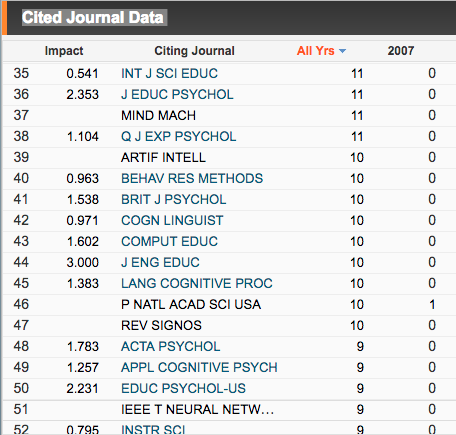 Cited Journal Data
Impact Citing Journal All Yrs 2007
35 0.541 INT J SCI EDUC 11 0
36 2.353 J EDUC PSYCHOL 11 0
37 MIND MACH 11 0
38 1.104 Q J EXP PSYCHOL 11 0
39 ARTIF INTELL 10 0
40 0.963 BEHAV RES METHODS 10 0
41 1.538 BRIT J PSYCHOL 10 0
42 0.971 COGN LINGUIST 10 0
43 1.602 COMPUT EDUC 10 0
44 3.000 J ENG EDUC 10 0
45 1.383 LANG COGNITIVE PROC 10 0
46 P NATL ACAD SCI USA 10 1
47 REV SIGNOS 10 0
48 1.783 ACTA PSYCHOL 9 0
49 1.257 APPL COGNITIVE PSYCH 9 0
50 2.231 EDUC PSYCHOL-US 9 0
51 IEEE T NEURAL NETW... 9 0
52 0.795 INSTR SCI 9 0